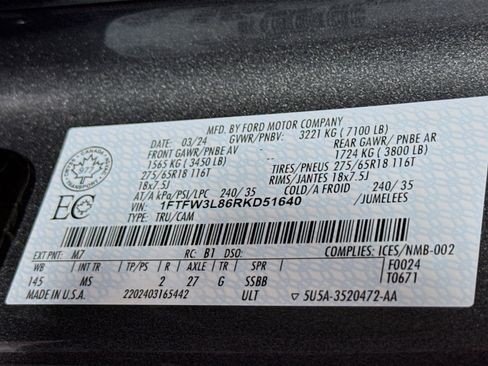 MFD. BY FORD MOTOR COMPANY
DATE: 03/24 GVWR/PNBV: 3221 KG ( 7100 LB)
FRONT GAWR/PNBE AV REAR GAWR/ PNBE AR
1565 KG ( 3450 LB) 1724 KG ( 3800 LB)
275/65R18 116T TIRES/PNEUS 275/65R18 116T
18x7.5J RIMS/JANTES 18x7.5J
AT/A kPa/PSI/LPC 240/ 35 COLD/A FROID 240/ 35
VIN: 1FTFW3L86RKD51640 /JUMELEES
TYPE: TRU/CAM
EC
CANADA
EXT PNT: M7 RC: B1 DSO: COMPLIES: ICES/NMB-002
WB INT TR TP/PS R AXLE TR SPR F0024
145 MS 2 27 G SSBB T0671
MADE IN U.S.A. 2202403165442 ULT 5U5A-3520472-AA